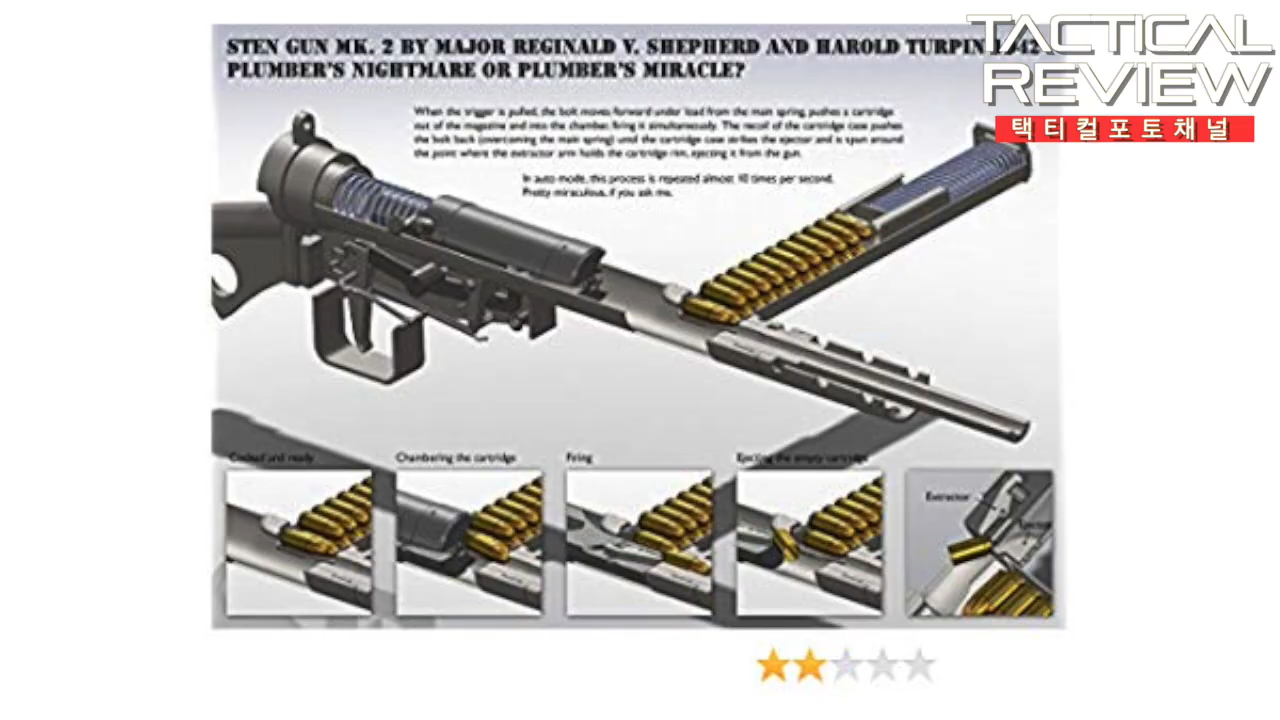 STEN GUN MK. 2 BY MAJOR REGINALD V. SHEPHERD AND HAROLD TURPIN 1942
PLUMBER'S NIGHTMARE OR PLUMBER'S MIRACLE?
TACTICAL
REVIEW
택티컬포토채널
When the trigger is pulled, the bolt moves forward under load from the main spring, pushes a cartridge
out of the magazine and into the chamber, firing it simultaneously. The recoil of the cartridge case pushes
the bolt back (overcoming the main spring) until the cartridge case strikes the ejector and is spun around
the point where the extractor arm holds the cartridge rim, ejecting it from the gun.
In auto mode, this process is repeated almost 10 times per second.
Pretty miraculous, if you ask me.
Cocked and ready
Chambering the cartridge
Firing
Ejecting the empty cartridge
Extractor
Ejector